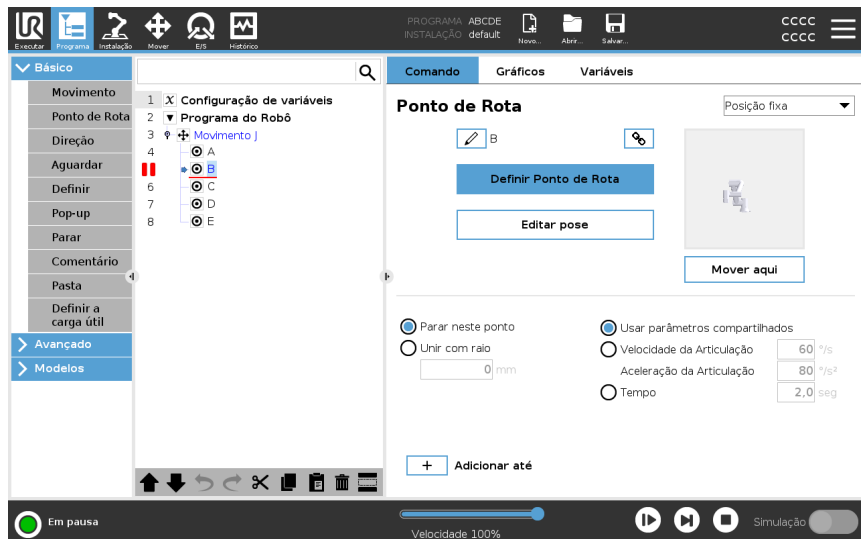 UR
PROGRAMA ABCDE
INSTALAÇÃO default
Executar Programa Instalação Mover E/S Histórico
Novo... Abrir... Salvar...
CCCC
CCCC
Básico
Movimento
Ponto de Rota
Direção
Aguardar
Definir
Pop-up
Parar
Comentário
Pasta
Definir a
carga útil
Avançado
Modelos
1 X Configuração de variáveis
2 Programa do Robô
3 Movimento J
4 A
B
6 C
7 D
8 E
Comando Gráficos Variáveis
Ponto de Rota
Posição fixa
B
Definir Ponto de Rota
Editar pose
Mover aqui
Parar neste ponto
Unir com raio
0 mm
Usar parâmetros compartilhados
Velocidade da Articulação 60 °/s
Aceleração da Articulação 80 °/s²
Tempo 2,0 seg
+ Adicionar até
Em pausa
Velocidade 100%
Simulação